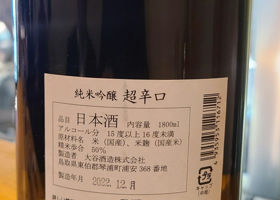 純米吟醸 超辛口
品目 日本酒 内容量 1800ml
アルコール分 15度以上16度未満
原材料名 米（国産）、米麹（国産米）
精米歩合 50%
製造者 大谷酒造株式会社
鳥取県東伯郡琴浦町浦安368番地
製造年月 2022.12月
4 935955 116712